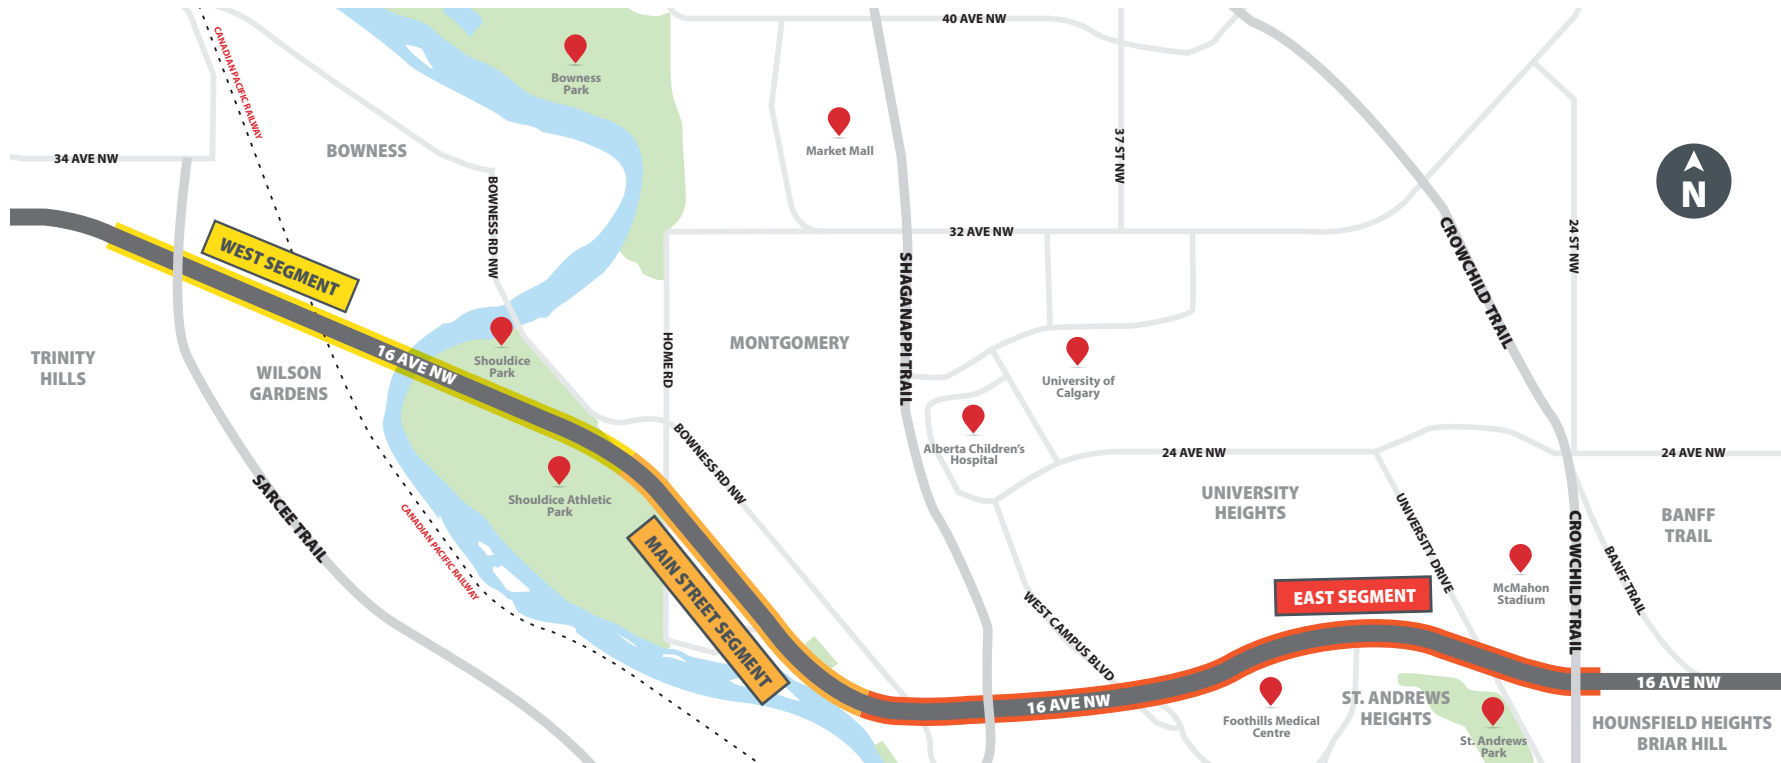 40 AVE NW
CANADIAN PACIFIC RAILWAY
Bowness
Park
Market Mall
37 ST NW
BOWNESS
34 AVE NW
N
BOWNESS RD NW
32 AVE NW
24 ST NW
CROWCHILD TRAIL
WEST SEGMENT
SHAGANAPPI TRAIL
TRINITY
HILLS
WILSON
GARDENS
16 AVE NW
Shouldice
Park
HOME RD
MONTGOMERY
University of
Calgary
Alberta Children's
Hospital
BOWNESS RD NW
24 AVE NW
24 AVE NW
SARCEE TRAIL
CANADIAN PACIFIC RAILWAY
Shouldice Athletic
Park
UNIVERSITY
HEIGHTS
UNIVERSITY DRIVE
CROWCHILD TRAIL
BANFF
TRAIL
BANFF TRAIL
MAIN STREET SEGMENT
WEST CAMPUS BLVD
EAST SEGMENT
McMahon
Stadium
16 AVE NW
16 AVE NW
Foothills Medical
Centre
ST. ANDREWS
HEIGHTS
St. Andrews
Park
HOUNSFIELD HEIGHTS
BRIAR HILL